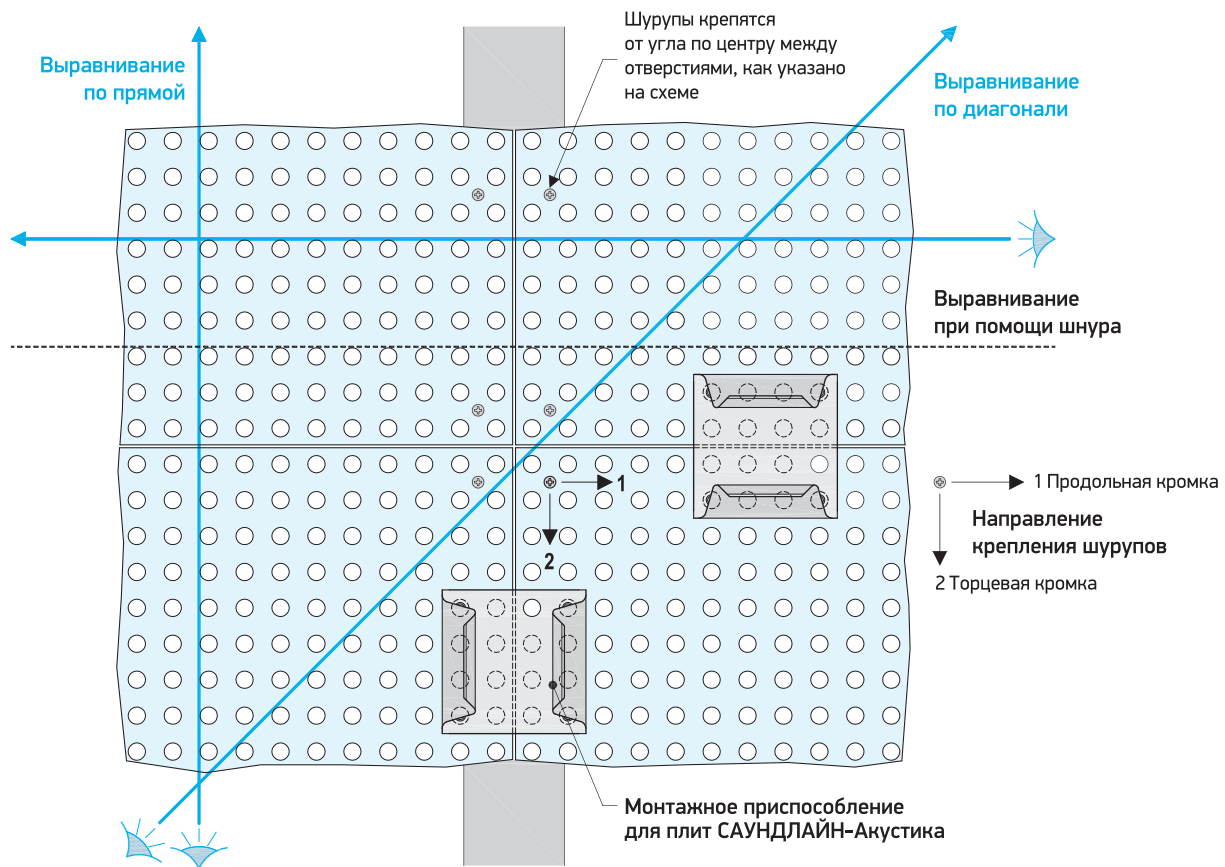 Шурупы крепятся
от угла по центру между
отверстиями, как указано
на схеме
Выравнивание
по прямой
Выравнивание
по диагонали
Выравнивание
при помощи шнура
1
2
1 Продольная кромка
Направление
крепления шурупов
2 Торцевая кромка
Монтажное приспособление
для плит САУНДЛАЙН-Акустика